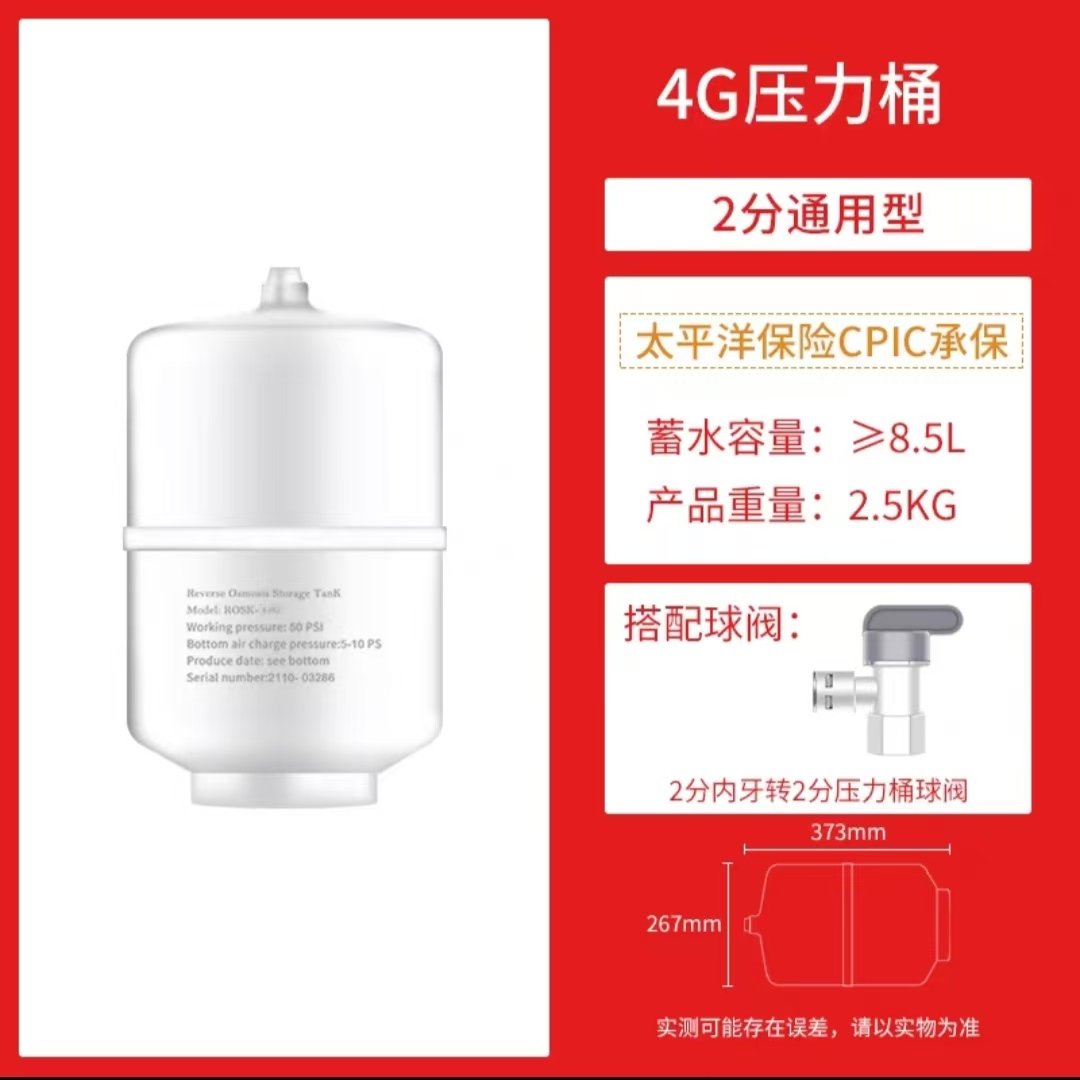 4G压力桶
2分通用型
太平洋保险CPIC承保
蓄水容量：≥8.5L
产品重量：2.5KG
Reverse Osmosis Storage TanK
Model: ROSK-
Working pressure: 50 PSI
Bottom air charge pressure:5-10 PS
Produce date: see bottom
Serial number:2110- 03286
搭配球阀：
2分内牙转2分压力桶球阀
373mm
267mm
实测可能存在误差，请以实物为准